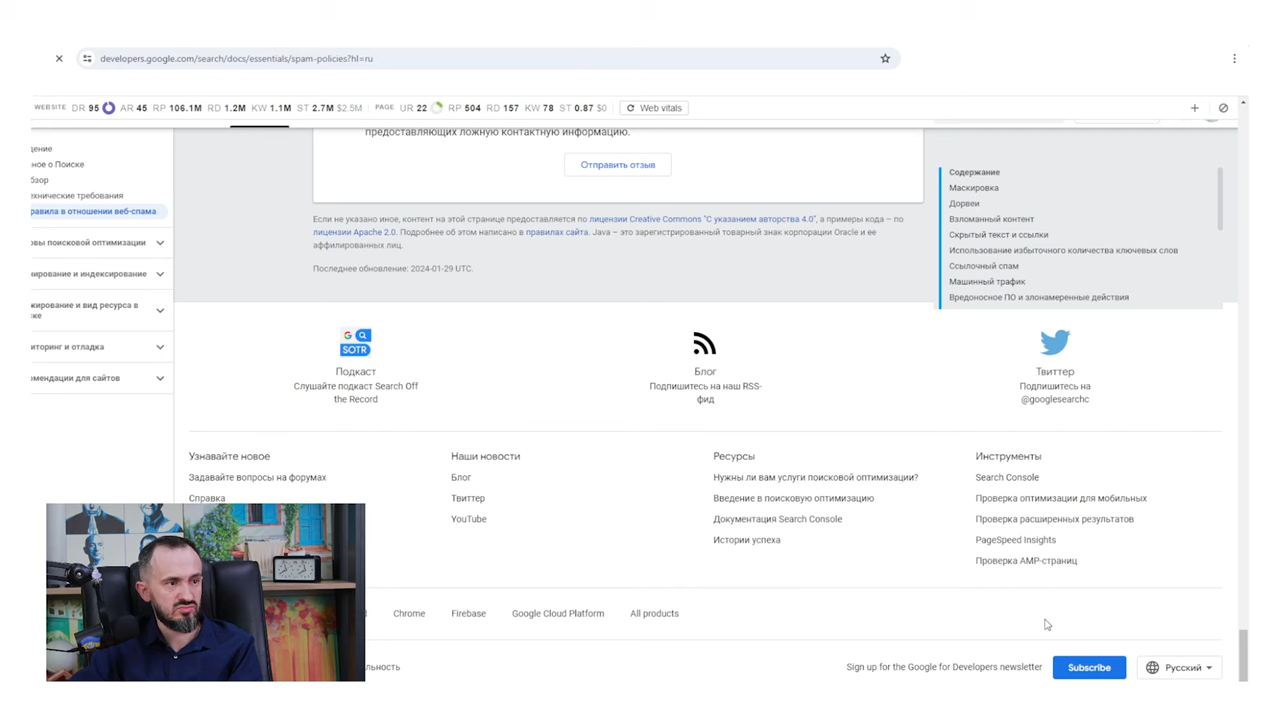 developers.google.com/search/docs/essentials/spam-policies?hl=ru
WEBSITE DR 95 AR 45 RP 106.1M RD 1.2M KW 1.1M ST 2.7M $2.5M PAGE UR 22 RP 504 RD 157 KW 78 ST 0.87 $0 Web vitals
предоставляющих ложную контактную информацию.
Отправить отзыв
дение
ное о Поиске
бзор
ехнические требования
равила в отношении веб-спама
вы поисковой оптимизации
нирование и индексирование
жирование и вид ресурса в
ске
иторинг и отладка
мендации для сайтов
Содержание
Маскировка
Дорвеи
Взломанный контент
Скрытый текст и ссылки
Использование избыточного количества ключевых слов
Ссылочный спам
Машинный трафик
Вредоносное ПО и злонамеренные действия
Если не указано иное, контент на этой странице предоставляется по лицензии Creative Commons "С указанием авторства 4.0", а примеры кода – по
лицензии Apache 2.0. Подробнее об этом написано в правилах сайта. Java – это зарегистрированный товарный знак корпорации Oracle и ее
аффилированных лиц.
Последнее обновление: 2024-01-29 UTC.
G
SOTR
Подкаст
Слушайте подкаст Search Off
the Record
Блог
Подпишитесь на наш RSS-
фид
Твиттер
Подпишитесь на
@googlesearchc
Узнавайте новое
Задавайте вопросы на форумах
Справка
Наши новости
Блог
Твиттер
YouTube
Ресурсы
Нужны ли вам услуги поисковой оптимизации?
Введение в поисковую оптимизацию
Документация Search Console
Истории успеха
Инструменты
Search Console
Проверка оптимизации для мобильных
Проверка расширенных результатов
PageSpeed Insights
Проверка AMP-страниц
Chrome Firebase Google Cloud Platform All products
льность
Sign up for the Google for Developers newsletter Subscribe Русский